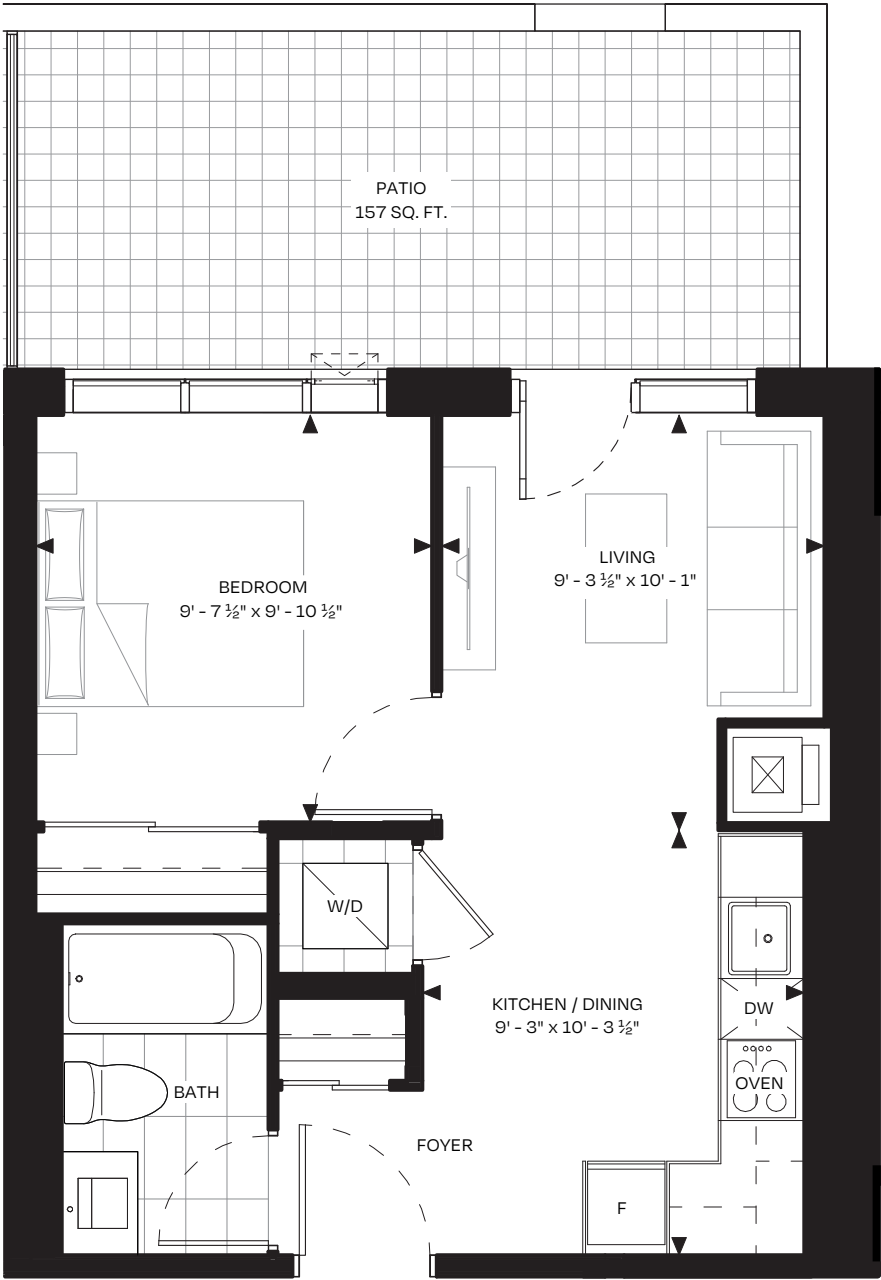 PATIO
157 SQ. FT.
LIVING
9' - 3 ½" x 10' - 1"
BEDROOM
9' - 7 ½" x 9' - 10 ½"
W/D
KITCHEN / DINING
9' - 3" x 10' - 3 ½"
DW
OVEN
BATH
FOYER
F